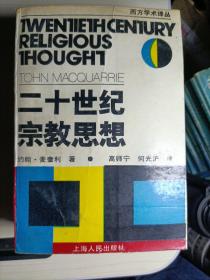 西方学术译丛
TWENTIETH CENTURY
RELIGIOUS
THOUGHT
JOHN MACQUARRIE
二十世纪
宗教思想
约翰·麦奎利 著 ● 高师宁 何光沪 译
上海人民出版社